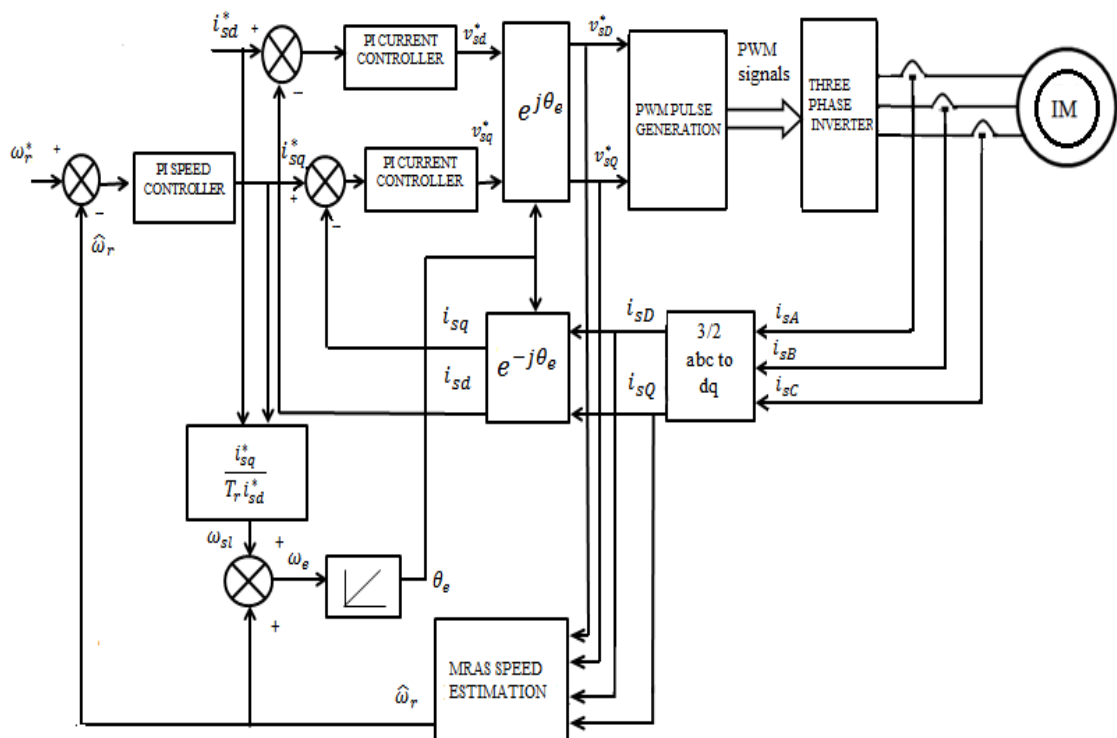 i*sd
+
−
PI CURRENT
CONTROLLER
v*sd
e^jθe
v*sD
PWM PULSE
GENERATION
PWM
signals
THREE
PHASE
INVERTER
IM
ω*r
+
−
PI SPEED
CONTROLLER
i*sq
+
−
PI CURRENT
CONTROLLER
v*sq
v*sQ
ω̂r
isq
isd
e^−jθe
isD
isQ
3/2
abc to
dq
isA
isB
isC
i*sq
Tr i*sd
ωsl
+
ωe
θe
+
MRAS SPEED
ESTIMATION
ω̂r